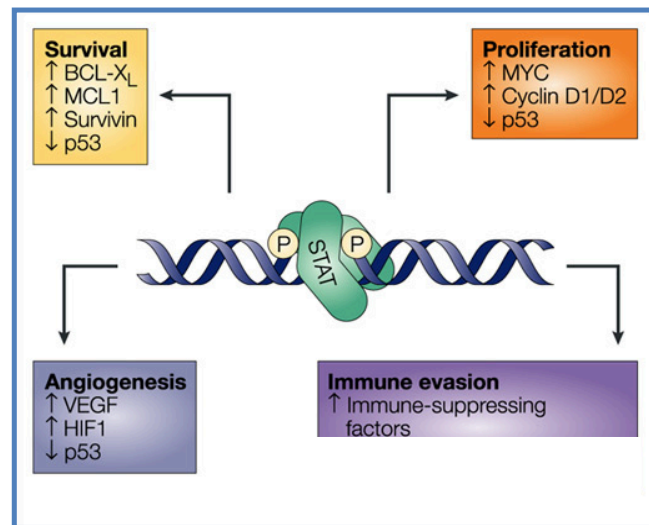 Survival
↑ BCL-XL
↑ MCL1
↑ Survivin
↓ p53
Proliferation
↑ MYC
↑ Cyclin D1/D2
↓ p53
P
P
STAT
Angiogenesis
↑ VEGF
↑ HIF1
↓ p53
Immune evasion
↑ Immune-suppressing
factors